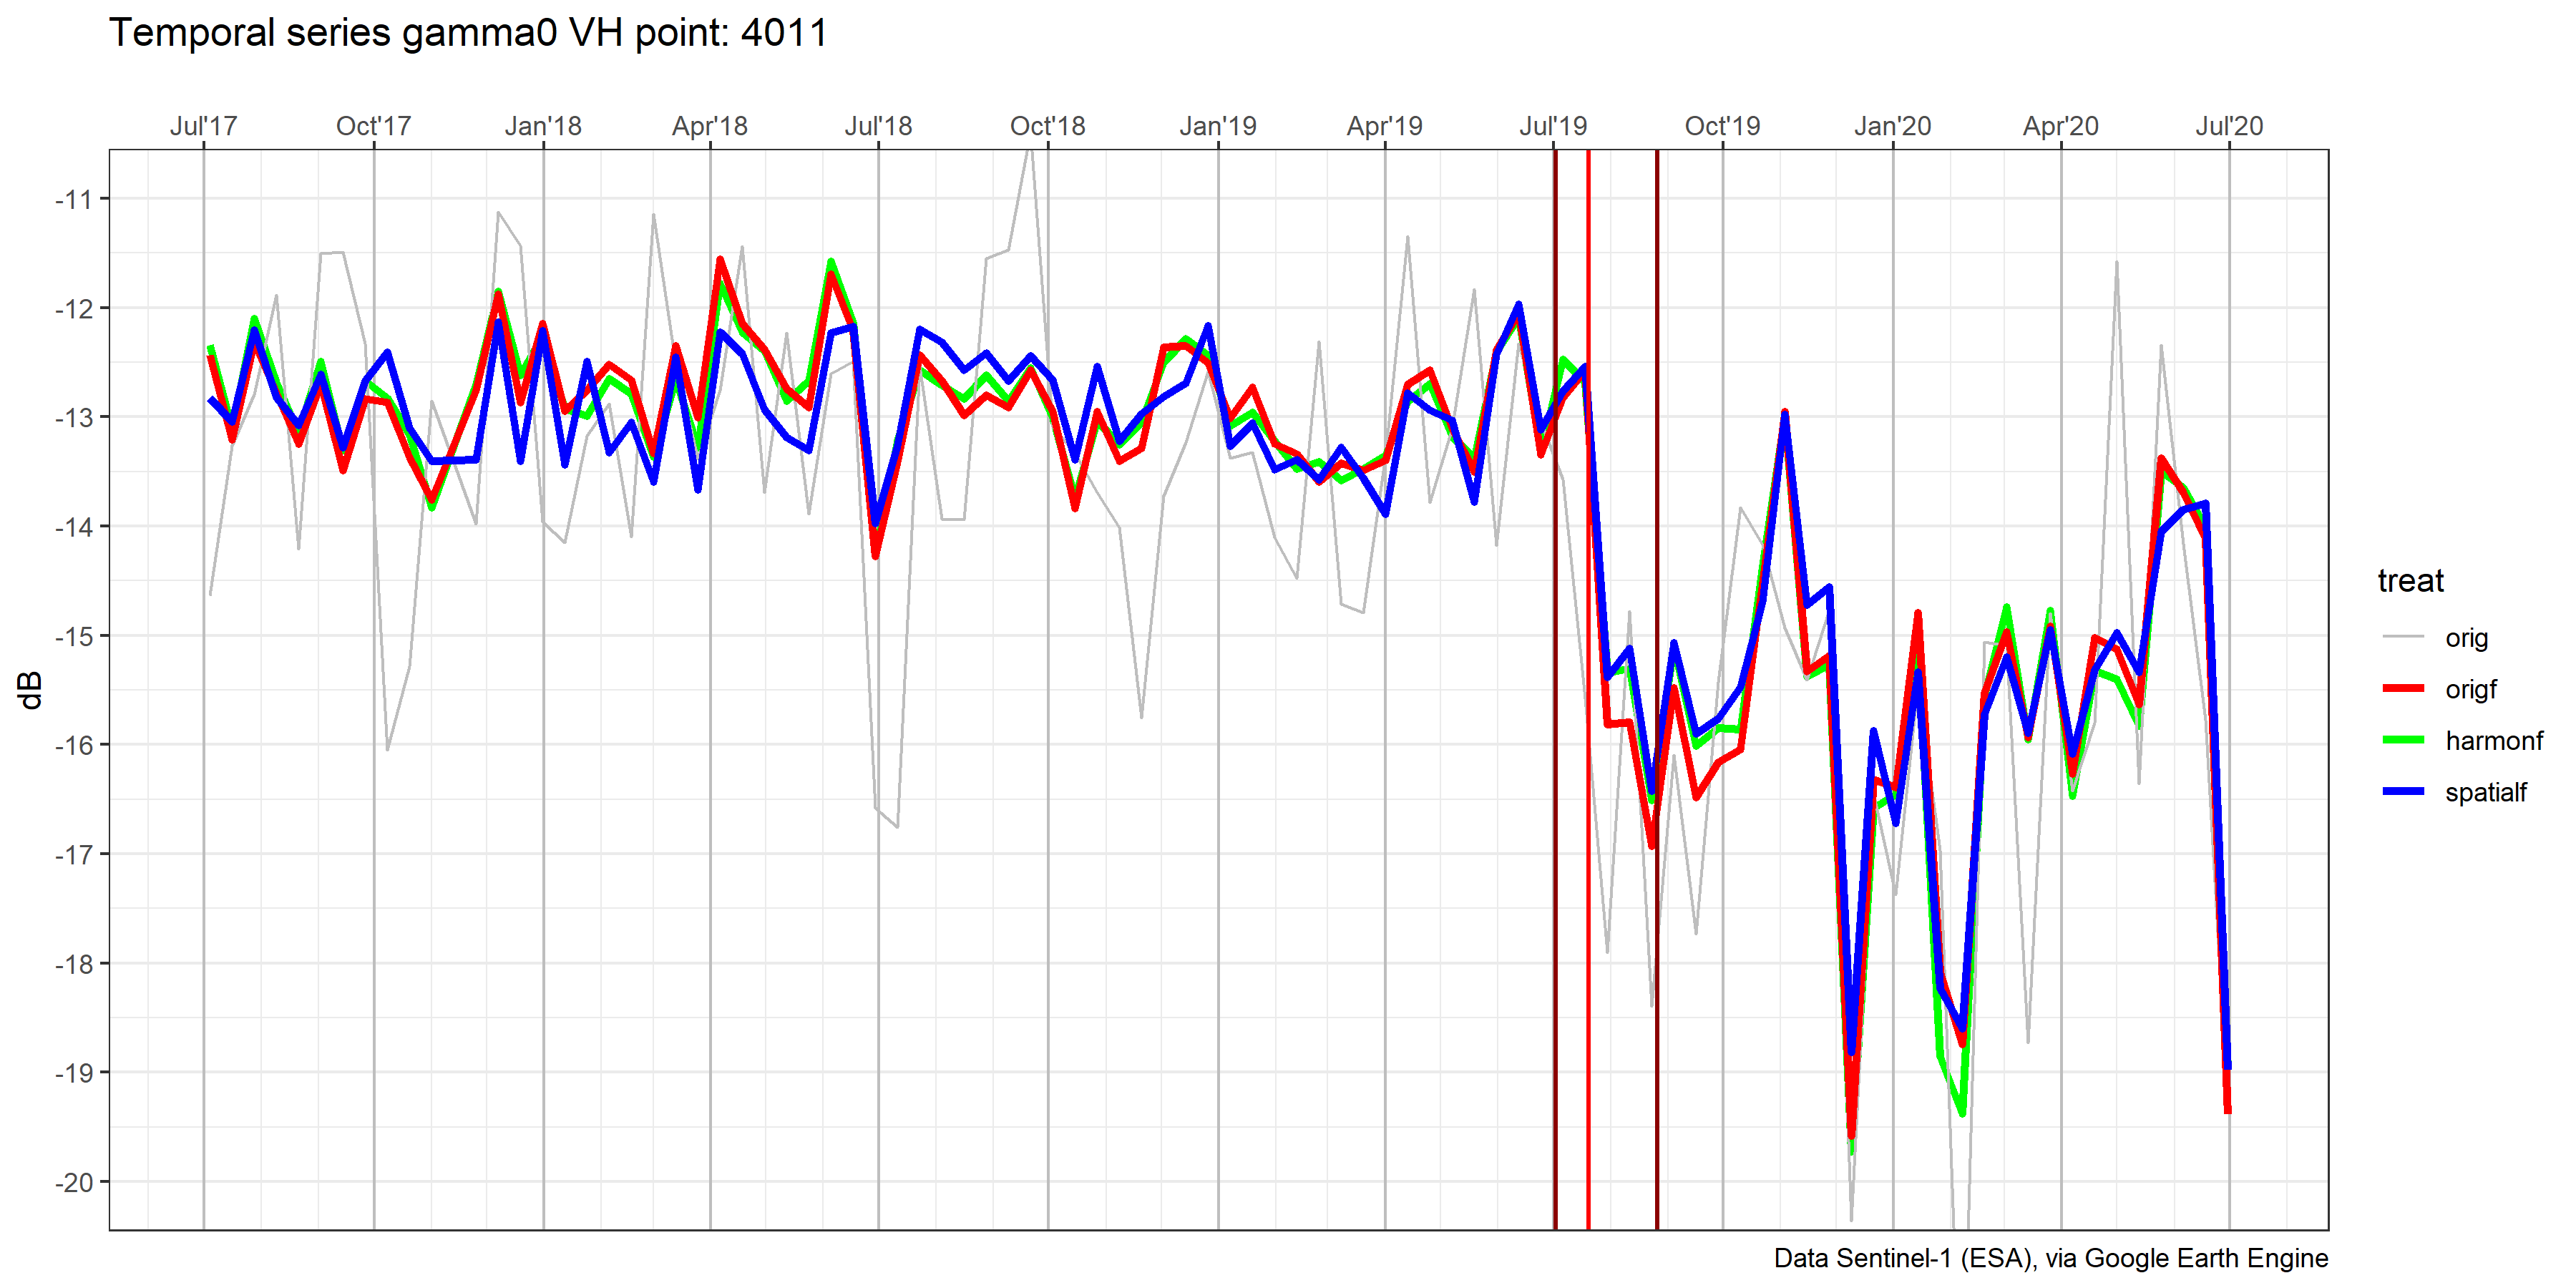 Temporal series gamma0 VH point: 4011
Jul'17 Oct'17 Jan'18 Apr'18 Jul'18 Oct'18 Jan'19 Apr'19 Jul'19 Oct'19 Jan'20 Apr'20 Jul'20
-11
-12
-13
-14
-15
-16
-17
-18
-19
-20
dB
treat
orig
origf
harmonf
spatialf
Data Sentinel-1 (ESA), via Google Earth Engine